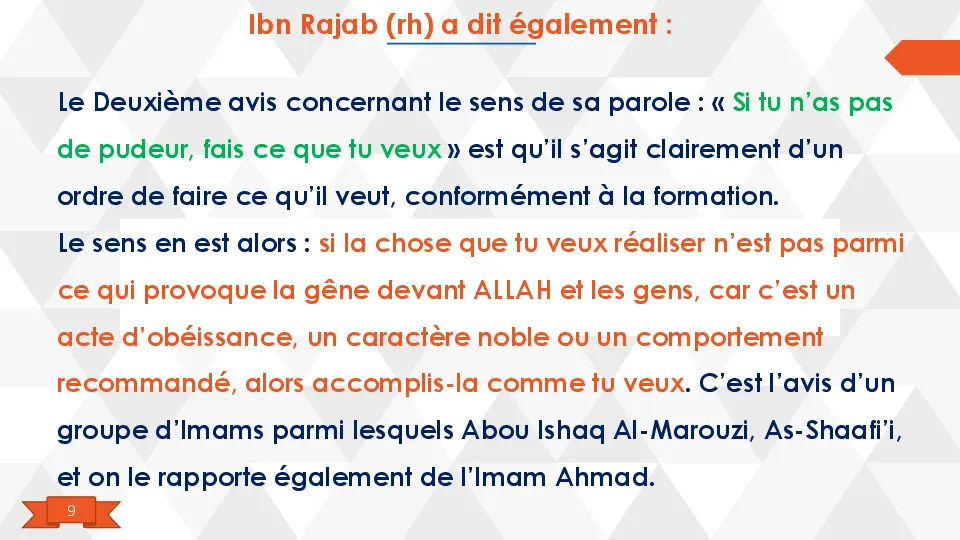 Ibn Rajab (rh) a dit également :
Le Deuxième avis concernant le sens de sa parole : « Si tu n’as pas
de pudeur, fais ce que tu veux » est qu’il s’agit clairement d’un
ordre de faire ce qu’il veut, conformément à la formation.
Le sens en est alors : si la chose que tu veux réaliser n’est pas parmi
ce qui provoque la gêne devant ALLAH et les gens, car c’est un
acte d’obéissance, un caractère noble ou un comportement
recommandé, alors accomplis-la comme tu veux. C’est l’avis d’un
groupe d’Imams parmi lesquels Abou Ishaq Al-Marouzi, As-Shaafi’i,
et on le rapporte également de l’Imam Ahmad.
9